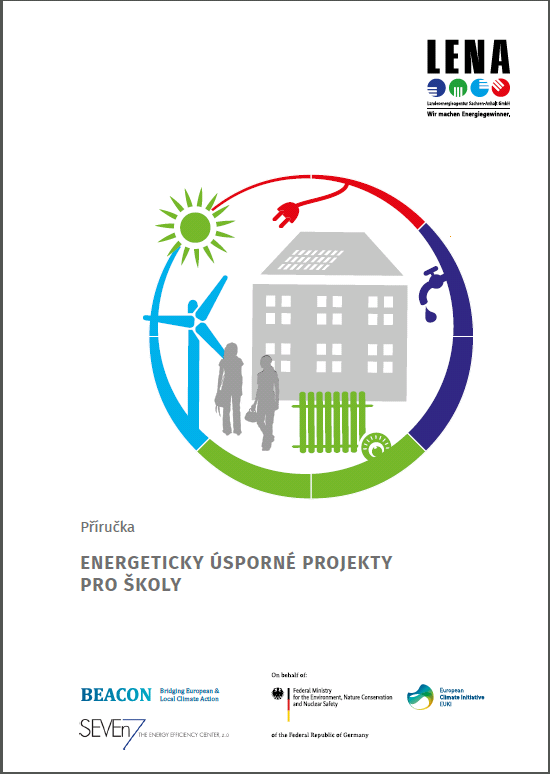 LENA
Landesenergieagentur Sachsen-Anhalt GmbH
Wir machen Energiegewinner.
Příručka
ENERGETICKY ÚSPORNÉ PROJEKTY
PRO ŠKOLY
BEACON
Bridging European &
Local Climate Action
SEVEn7
THE ENERGY EFFICIENCY CENTER, z.ú.
On behalf of:
Federal Ministry
for the Environment, Nature Conservation
and Nuclear Safety
of the Federal Republic of Germany
European
Climate Initiative
EUKI